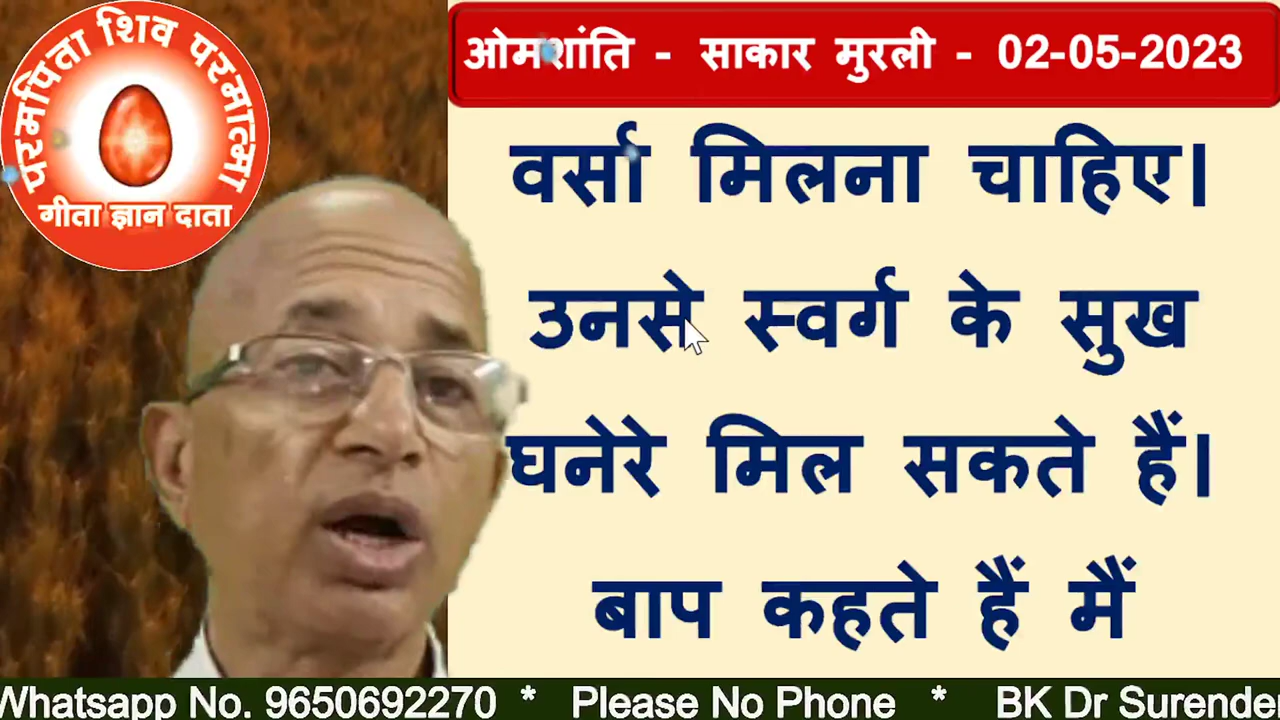 परमपिता शिव परमात्मा
गीता ज्ञान दाता
ओमशांति - साकार मुरली - 02-05-2023
वर्सा मिलना चाहिए।
उनसे स्वर्ग के सुख
घनेरे मिल सकते हैं।
बाप कहते हैं मैं
Whatsapp No. 9650692270 * Please No Phone * BK Dr Surender